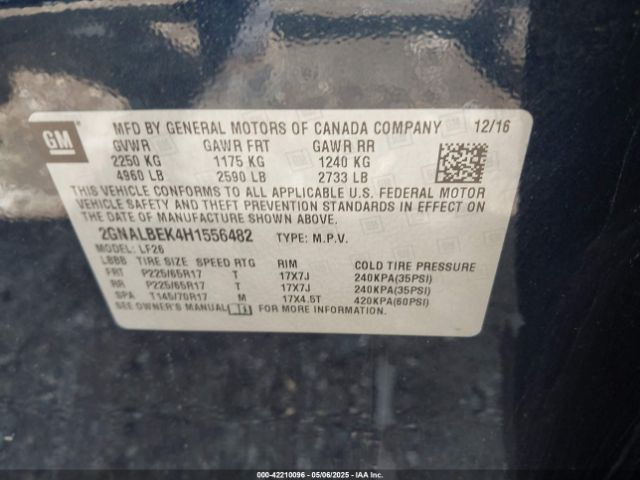 GM
MFD BY GENERAL MOTORS OF CANADA COMPANY 12/16
GVWR GAWR FRT GAWR RR
2250 KG 1175 KG 1240 KG
4960 LB 2590 LB 2733 LB
THIS VEHICLE CONFORMS TO ALL APPLICABLE U.S. FEDERAL MOTOR
VEHICLE SAFETY AND THEFT PREVENTION STANDARDS IN EFFECT ON
THE DATE OF MANUFACTURE SHOWN ABOVE.
2GNALBEK4H1556482 TYPE: M.P.V.
MODEL: LF26
LBBB TIRE SIZE SPEED RTG RIM COLD TIRE PRESSURE
FRT P225/65R17 T 17X7J 240KPA(35PSI)
RR P225/65R17 T 17X7J 240KPA(35PSI)
SPA T145/70R17 M 17X4.5T 420KPA(60PSI)
SEE OWNER'S MANUAL FOR MORE INFORMATION.
000-42210096 - 05/06/2025 - IAAI.COM